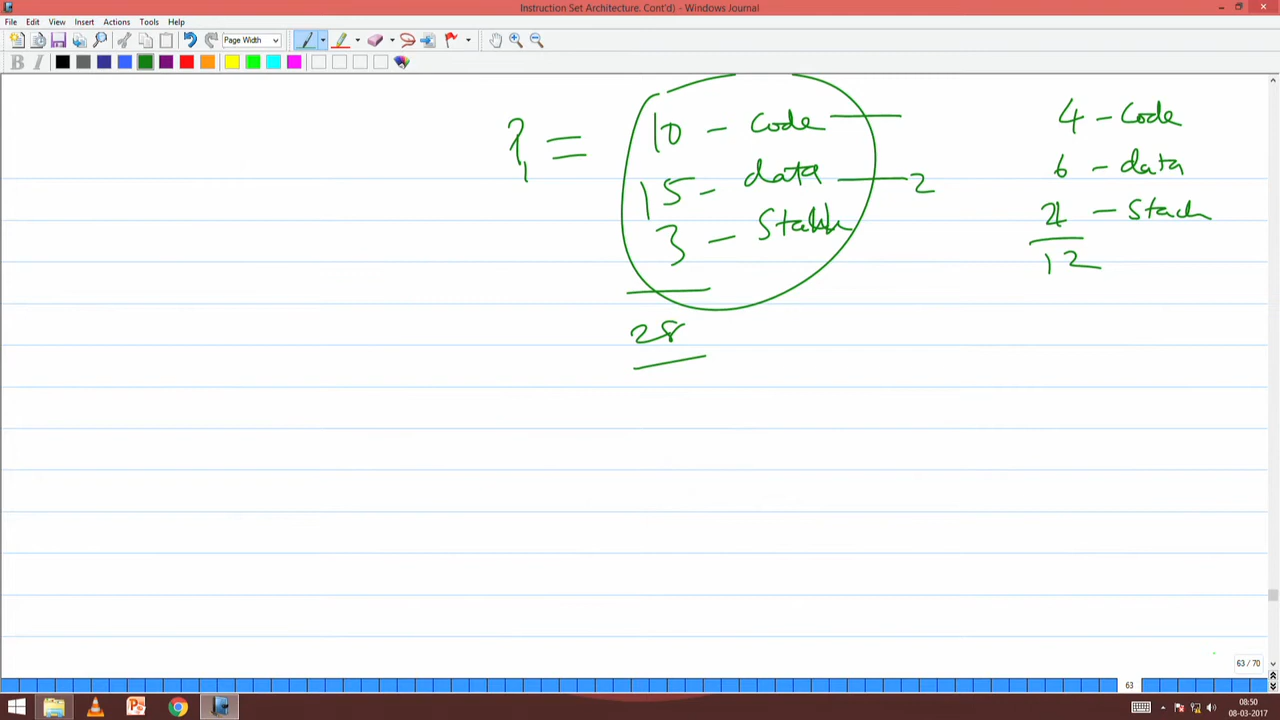 Instruction Set Architecture. Cont'd) - Windows Journal
File Edit View Insert Actions Tools Help
Page Width
B I
10 - Code
15 - data 2
3 - Stakk
28
4 - Code
6 - data
2 - Stack
12
63 / 70
63
08:50
08-03-2017